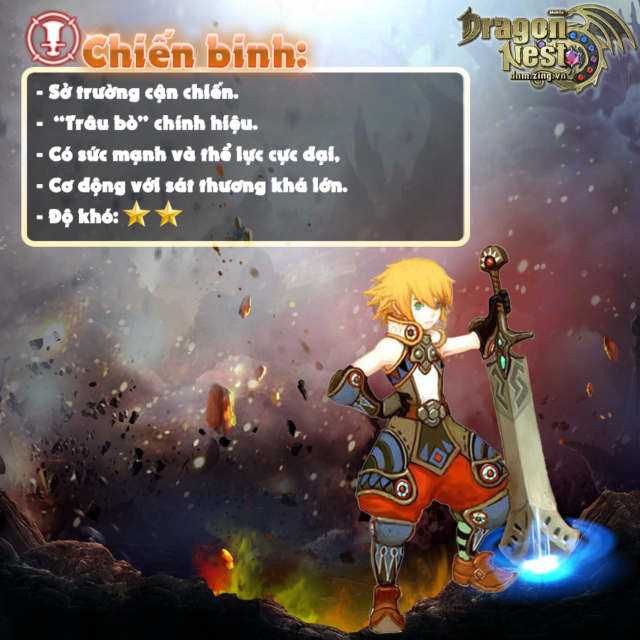 Chiến binh:
Mobile
Dragon
Nest
dnm.zing.vn
- Sở trường cận chiến.
- “Trâu bò” chính hiệu.
- Có sức mạnh và thể lực cực đại.
- Cơ động với sát thương khá lớn.
- Độ khó: